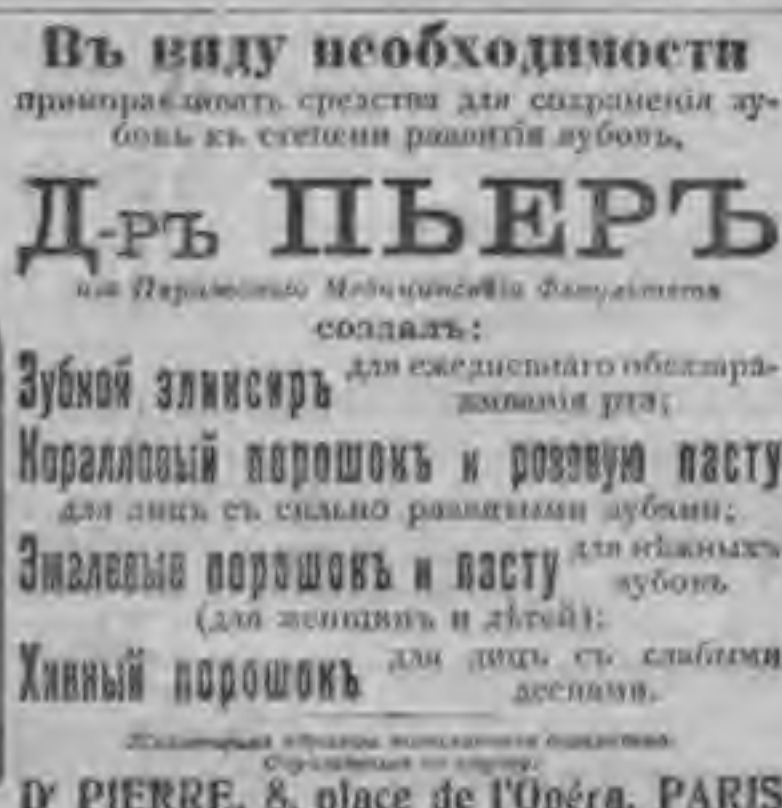 Въ виду необходимости
приноравливать средства для сохраненія зу-
бовъ къ степени развитія зубовъ,
Д-РЪ ПЬЕРЪ
Медицинскаго Факультета
создалъ:
Зубной эликсиръ для ежедневнаго обеззара-
живанія рта;
Коралловый порошокъ и розовую пасту
для лицъ съ сильно развитыми зубами;
Эмалевые порошокъ и пасту для нѣжныхъ
зубовъ
(для женщинъ и дѣтей);
Хинный порошокъ для лицъ съ слабыми
деснами.
Dr PIERRE, 8, place de l'Opéra, PARIS